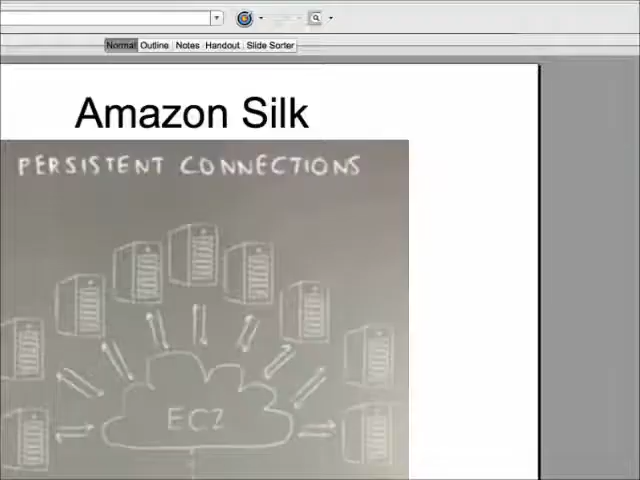 Normal Outline Notes Handout Slide Sorter
Amazon Silk
PERSISTENT CONNECTIONS
EC2